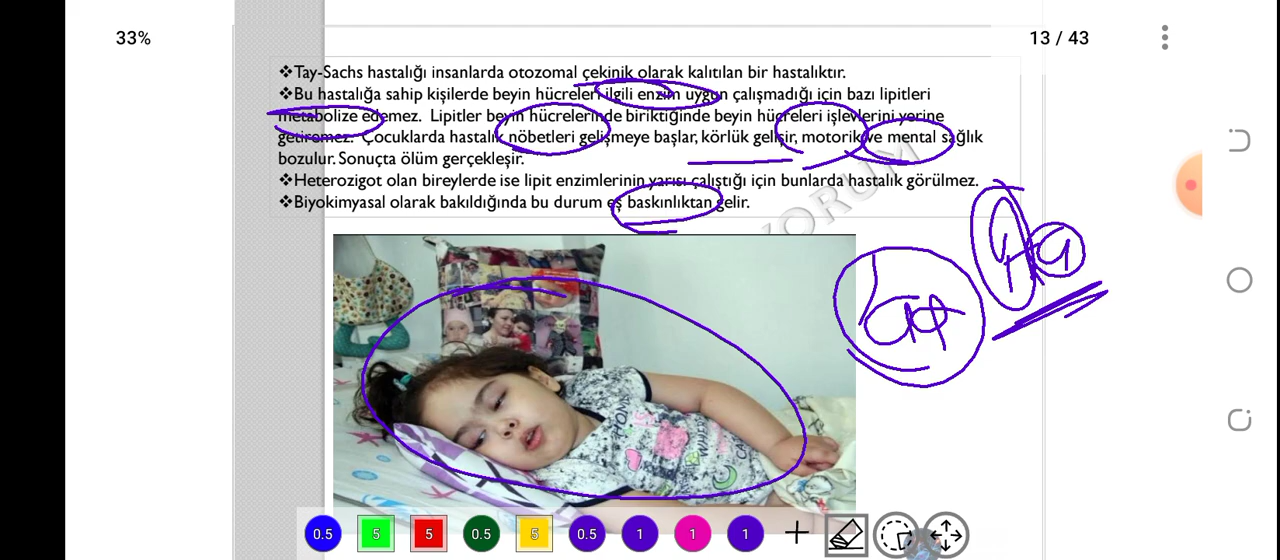 33%
13 / 43
❖Tay-Sachs hastalığı insanlarda otozomal çekinik olarak kalıtılan bir hastalıktır.
❖Bu hastalığa sahip kişilerde beyin hücreleri ilgili enzim uygun çalışmadığı için bazı lipitleri
metabolize edemez. Lipitler beyin hücrelerinde biriktiğinde beyin hücreleri işlevlerini yerine
getiremez. Çocuklarda hastalık nöbetleri gelişmeye başlar, körlük gelişir, motorik ve mental sağlık
bozulur. Sonuçta ölüm gerçekleşir.
❖Heterozigot olan bireylerde ise lipit enzimlerinin yarısı çalıştığı için bunlarda hastalık görülmez.
❖Biyokimyasal olarak bakıldığında bu durum eş baskınlıktan gelir.
YORUM
Aa
aa
0.5 5 5 0.5 5 0.5 1 1 1